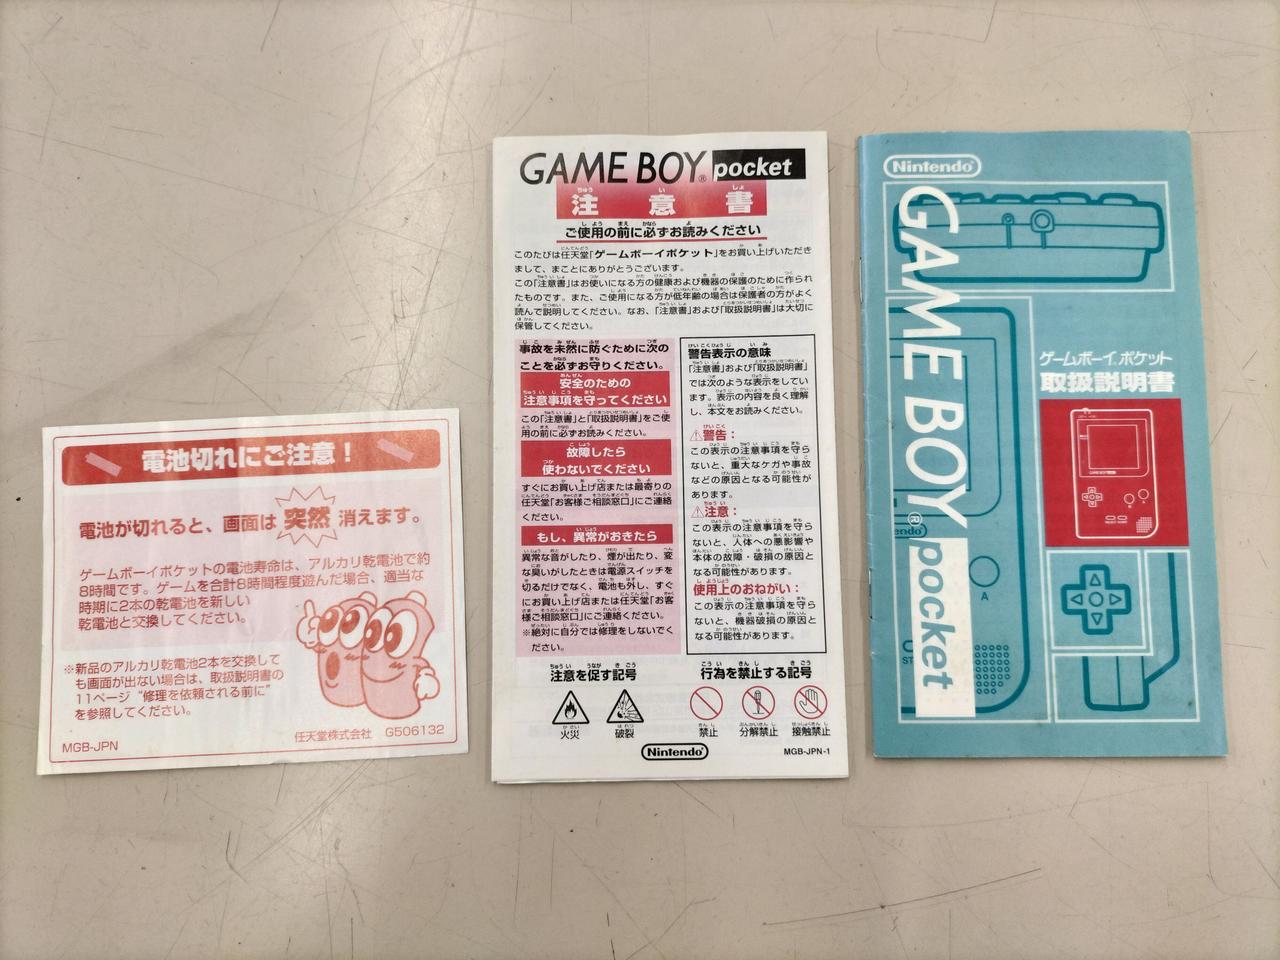 電池切れにご注意！
電池が切れると、画面は 突然 消えます。
ゲームボーイポケットの電池寿命は、アルカリ乾電池で約
8時間です。ゲームを合計8時間程度遊んだ場合、適当な
時期に2本の乾電池を新しい
乾電池と交換してください。
※新品のアルカリ乾電池2本を交換して
も画面が出ない場合は、取扱説明書の
11ページ "修理を依頼される前に"
を参照してください。
MGB-JPN
任天堂株式会社 G506132
GAME BOY® pocket
注意書
ご使用の前に必ずお読みください
このたびは任天堂「ゲームボーイポケット」をお買い上げいただき
まして、まことにありがとうございます。
この「注意書」はお使いになる方の健康および機器の保護のために作られ
たものです。また、ご使用になる方が低年齢の場合は保護者の方がよく
読んで説明してください。なお、「注意書」および「取扱説明書」は大切に
保管してください。
事故を未然に防ぐために次の
ことを必ずお守りください。
安全のための
注意事項を守ってください
この「注意書」と「取扱説明書」をご使
用の前に必ずお読みください。
故障したら
使わないでください
すぐにお買い上げ店または最寄りの
任天堂「お客様ご相談窓口」にご連絡
ください。
もし、異常がおきたら
異常な音がしたり、煙が出たり、変
な臭いがしたときは電源スイッチを
切るだけでなく、電池も外し、すぐ
にお買い上げ店または任天堂「お客
様ご相談窓口」にご連絡ください。
※絶対に自分では修理をしないでく
ださい。
警告表示の意味
「注意書」および「取扱説明書」
では次のような表示をしてい
ます。表示の内容を良く理解
し、本文をお読みください。
⚠警告：
この表示の注意事項を守ら
ないと、重大なケガや事故
などの原因となる可能性が
あります。
⚠注意：
この表示の注意事項を守ら
ないと、人体への悪影響や
本体の故障・破損の原因と
なる可能性があります。
使用上のおねがい：
この表示の注意事項を守ら
ないと、機器破損の原因と
なる可能性があります。
注意を促す記号
火災
破裂
行為を禁止する記号
禁止
分解禁止
接触禁止
Nintendo®
MGB-JPN-1
Nintendo®
GAME BOY® pocket
ゲームボーイ ポケット
取扱説明書
A